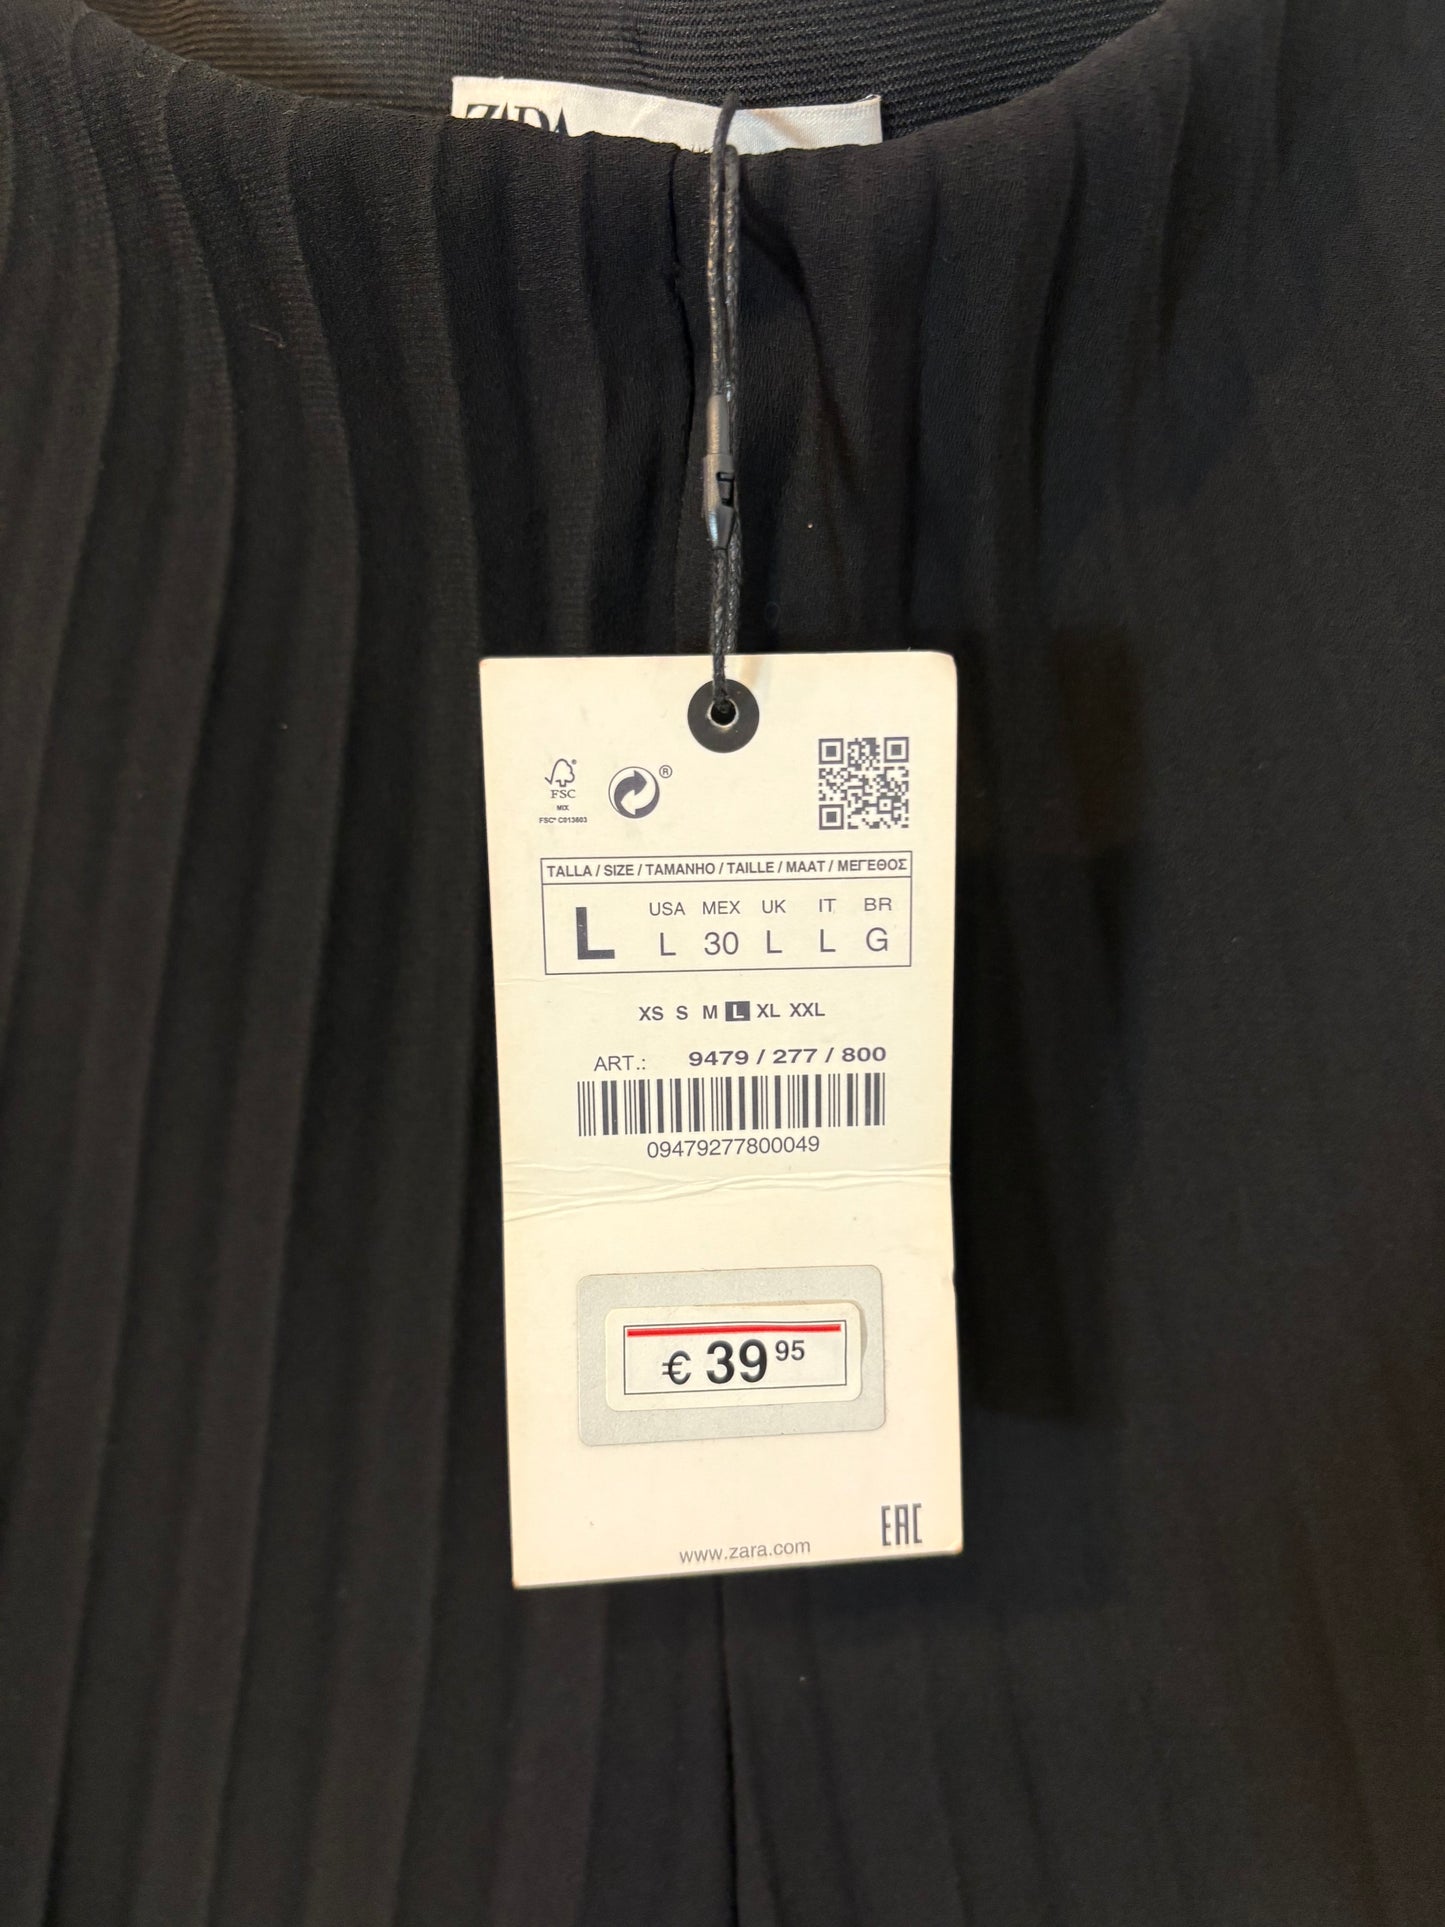 ZARA
FSC®
MIX
FSC® C013603
®
TALLA / SIZE / TAMANHO / TAILLE / MAAT / ΜΕΓΕΘΟΣ
L
USA MEX UK IT BR
L 30 L L G
XS S M L XL XXL
ART.: 9479 / 277 / 800
09479277800049
€ 39 95
EAC
www.zara.com